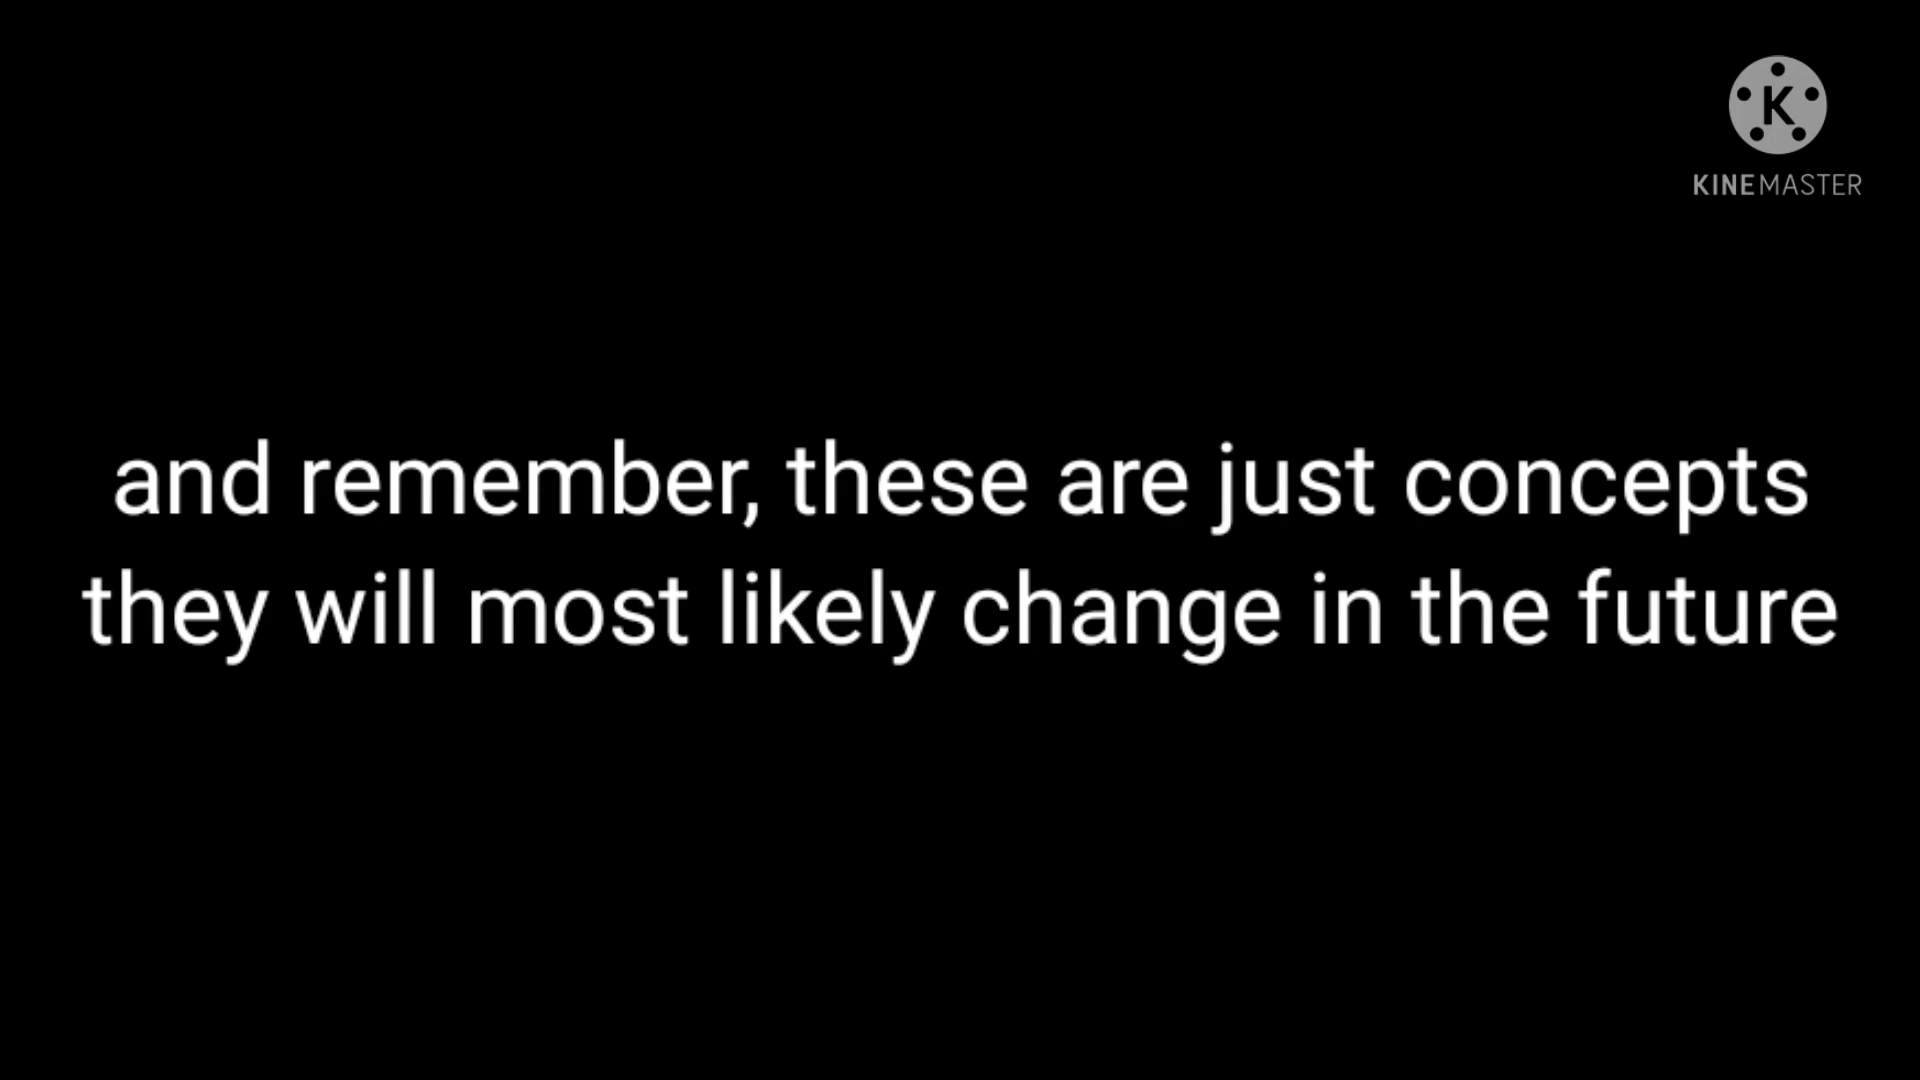 K
KINEMASTER
and remember, these are just concepts
they will most likely change in the future